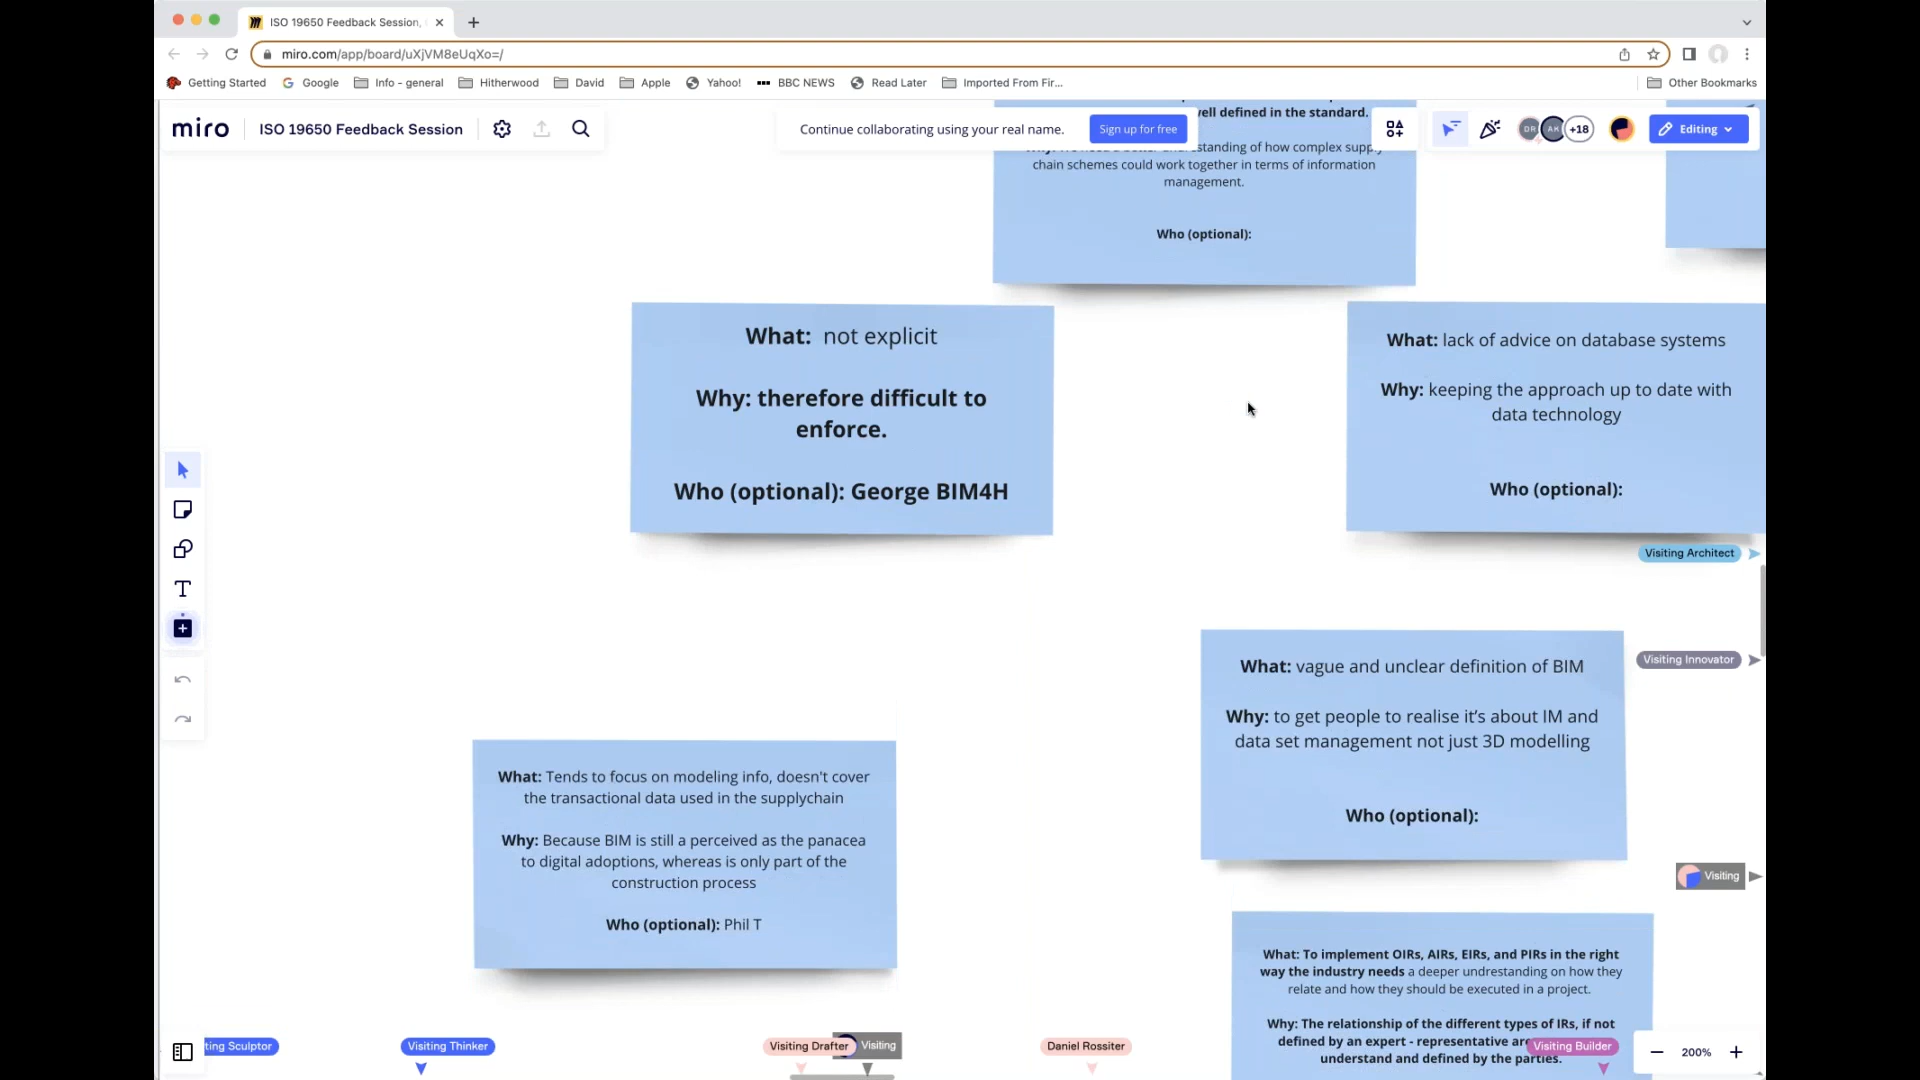 ISO 19650 Feedback Session,
miro.com/app/board/uXjVM8eUqXo=/
Getting Started
Google
Info - general
Hitherwood
David
Apple
Yahoo!
BBC NEWS
Read Later
Imported From Fir...
Other Bookmarks
miro
ISO 19650 Feedback Session
Continue collaborating using your real name.
Sign up for free
DR
AK
+18
Editing
defined in the standard.
of how complex supply
chain schemes could work together in terms of information
management.
Who (optional):
What: not explicit
Why: therefore difficult to
enforce.
Who (optional): George BIM4H
What: lack of advice on database systems
Why: keeping the approach up to date with
data technology
Who (optional):
Visiting Architect
What: vague and unclear definition of BIM
Why: to get people to realise it's about IM and
data set management not just 3D modelling
Who (optional):
Visiting Innovator
What: Tends to focus on modeling info, doesn't cover
the transactional data used in the supplychain
Why: Because BIM is still a perceived as the panacea
to digital adoptions, whereas is only part of the
construction process
Who (optional): Phil T
Visiting
What: To implement OIRs, AIRs, EIRs, and PIRs in the right
way the industry needs a deeper undrestanding on how they
relate and how they should be executed in a project.
Why: The relationship of the different types of IRs, if not
defined by an expert - representative
understand and defined by the parties.
Sculptor
Visiting Thinker
Visiting Drafter
Visiting
Daniel Rossiter
Visiting Builder
200%